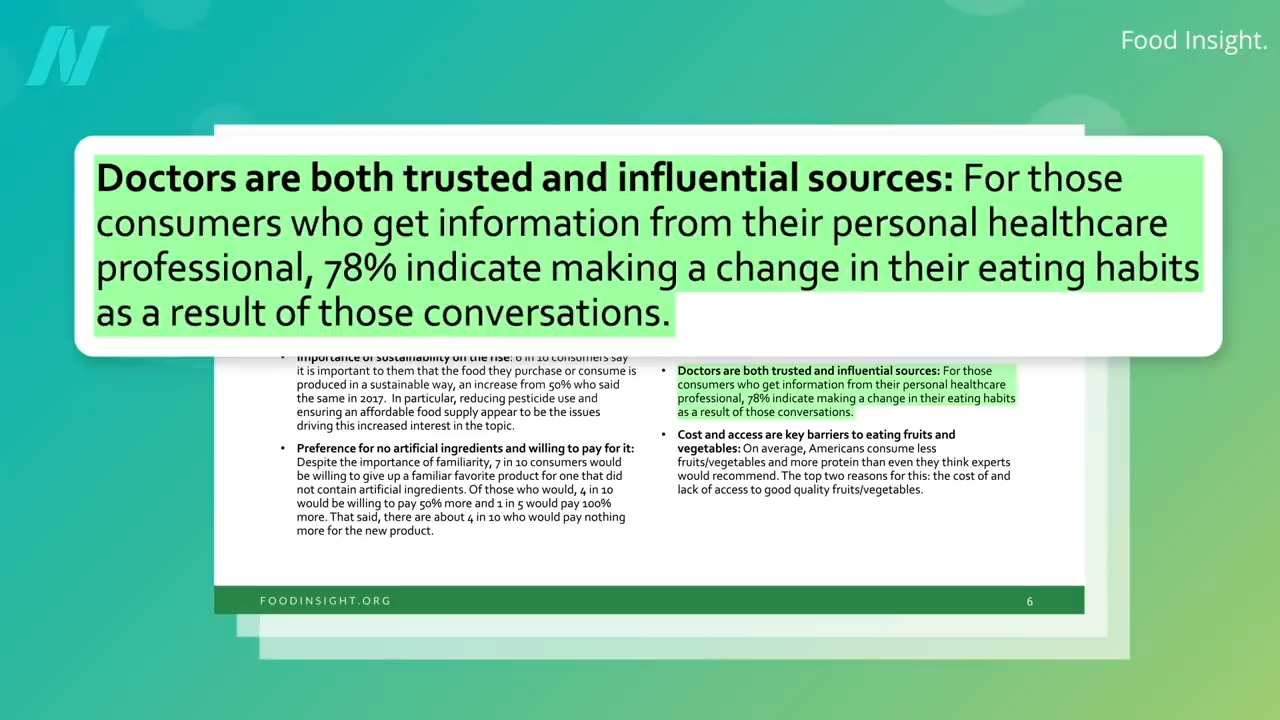 Food Insight.
Doctors are both trusted and influential sources: For those
consumers who get information from their personal healthcare
professional, 78% indicate making a change in their eating habits
as a result of those conversations.
• Importance of sustainability on the rise: 6 in 10 consumers say
it is important to them that the food they purchase or consume is
produced in a sustainable way, an increase from 50% who said
the same in 2017. In particular, reducing pesticide use and
ensuring an affordable food supply appear to be the issues
driving this increased interest in the topic.
• Preference for no artificial ingredients and willing to pay for it:
Despite the importance of familiarity, 7 in 10 consumers would
be willing to give up a familiar favorite product for one that did
not contain artificial ingredients. Of those who would, 4 in 10
would be willing to pay 50% more and 1 in 5 would pay 100%
more. That said, there are about 4 in 10 who would pay nothing
more for the new product.
• Doctors are both trusted and influential sources: For those
consumers who get information from their personal healthcare
professional, 78% indicate making a change in their eating habits
as a result of those conversations.
• Cost and access are key barriers to eating fruits and
vegetables: On average, Americans consume less
fruits/vegetables and more protein than even they think experts
would recommend. The top two reasons for this: the cost of and
lack of access to good quality fruits/vegetables.
FOODINSIGHT.ORG
6